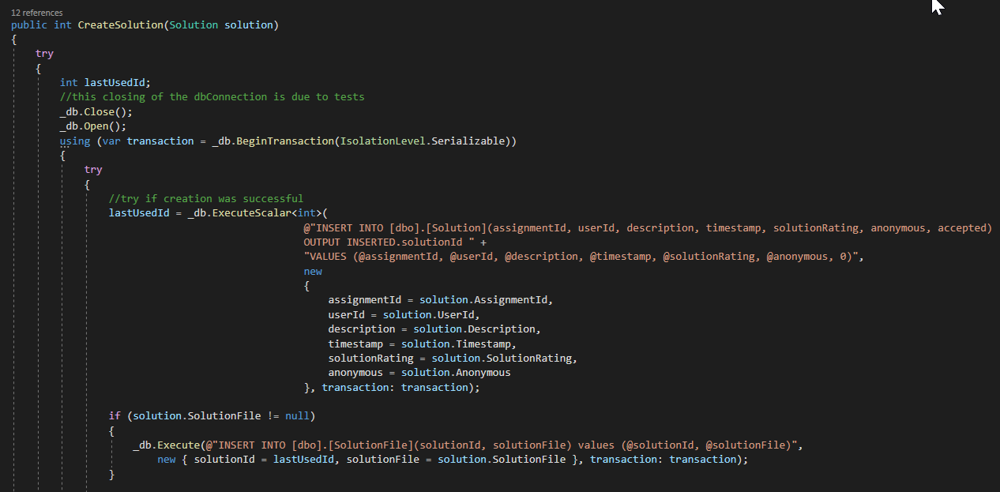 12 references
public int CreateSolution(Solution solution)
{
try
{
int lastUsedId;
//this closing of the dbConnection is due to tests
_db.Close();
_db.Open();
using (var transaction = _db.BeginTransaction(IsolationLevel.Serializable))
{
try
{
//try if creation was successful
lastUsedId = _db.ExecuteScalar<int>(
@"INSERT INTO [dbo].[Solution](assignmentId, userId, description, timestamp, solutionRating, anonymous, accepted)
OUTPUT INSERTED.solutionId " +
"VALUES (@assignmentId, @userId, @description, @timestamp, @solutionRating, @anonymous, 0)",
new
{
assignmentId = solution.AssignmentId,
userId = solution.UserId,
description = solution.Description,
timestamp = solution.Timestamp,
solutionRating = solution.SolutionRating,
anonymous = solution.Anonymous
}, transaction: transaction);
if (solution.SolutionFile != null)
{
_db.Execute(@"INSERT INTO [dbo].[SolutionFile](solutionId, solutionFile) values (@solutionId, @solutionFile)",
new { solutionId = lastUsedId, solutionFile = solution.SolutionFile }, transaction: transaction);
}